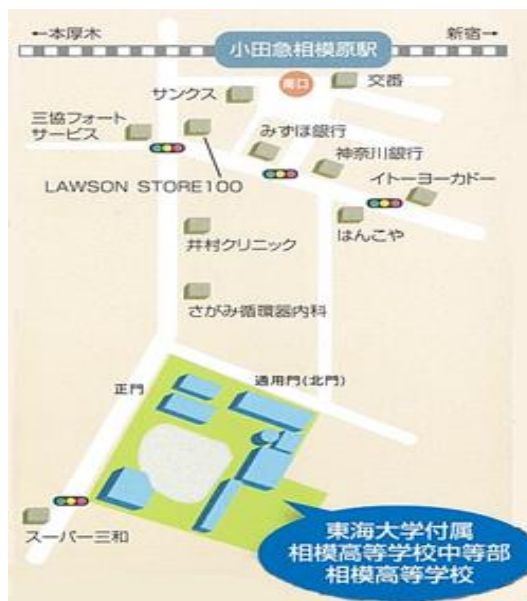 ←本厚木
新宿→
小田急相模原駅
南口
交番
サンクス
三協フォート
サービス
みずほ銀行
神奈川銀行
イトーヨーカドー
LAWSON STORE100
はんこや
井村クリニック
さがみ循環器内科
通用門(北門)
正門
スーパー三和
東海大学付属
相模高等学校中等部
相模高等学校